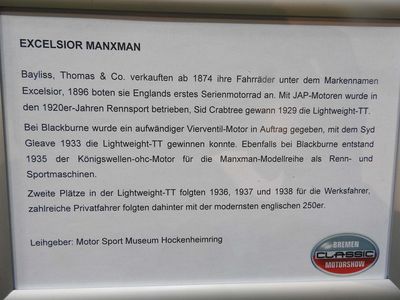 EXCELSIOR MANXMAN
Bayliss, Thomas & Co. verkauften ab 1874 ihre Fahrräder unter dem Markennamen
Excelsior, 1896 boten sie Englands erstes Serienmotorrad an. Mit JAP-Motoren wurde in
den 1920er-Jahren Rennsport betrieben, Sid Crabtree gewann 1929 die Lightweight-TT.
Bei Blackburne wurde ein aufwändiger Vierventil-Motor in Auftrag gegeben, mit dem Syd
Gleave 1933 die Lightweight-TT gewinnen konnte. Ebenfalls bei Blackburne entstand
1935 der Königswellen-ohc-Motor für die Manxman-Modellreihe als Renn- und
Sportmaschinen.
Zweite Plätze in der Lightweight-TT folgten 1936, 1937 und 1938 für die Werksfahrer,
zahlreiche Privatfahrer folgten dahinter mit der modernsten englischen 250er.
Leihgeber: Motor Sport Museum Hockenheimring
BREMEN
CLASSIC
MOTORSHOW